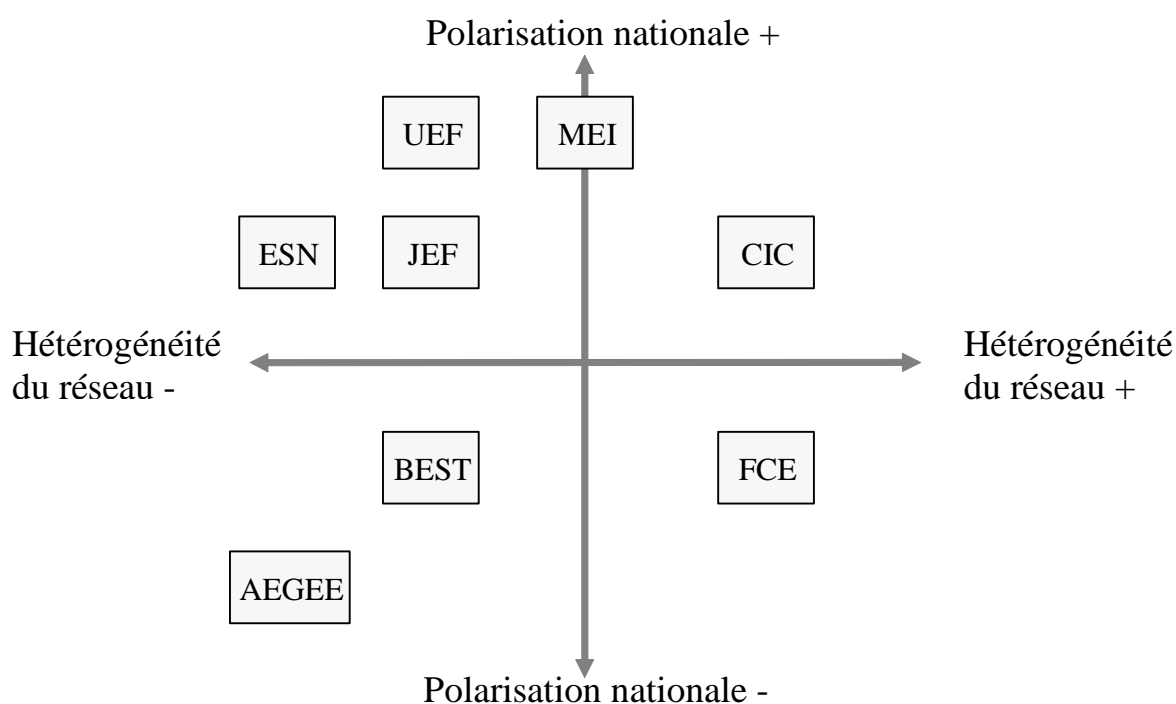 Polarisation nationale +
UEF
MEI
ESN
JEF
CIC
Hétérogénéité
du réseau -
Hétérogénéité
du réseau +
BEST
FCE
AEGEE
Polarisation nationale -